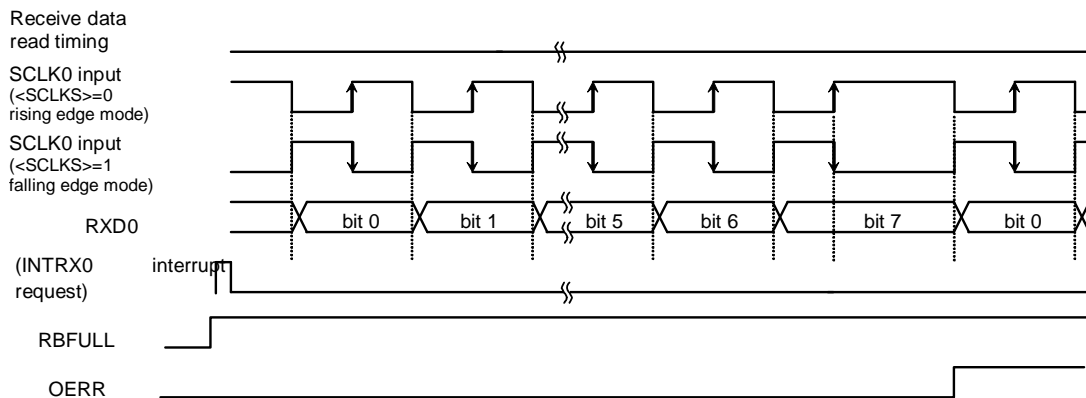 Receive data
read timing
SCLK0 input
(<SCLKS>=0
rising edge mode)
SCLK0 input
(<SCLKS>=1
falling edge mode)
RXD0
bit 0 bit 1 bit 5 bit 6 bit 7 bit 0
(INTRX0 interrupt
request)
RBFULL
OERR